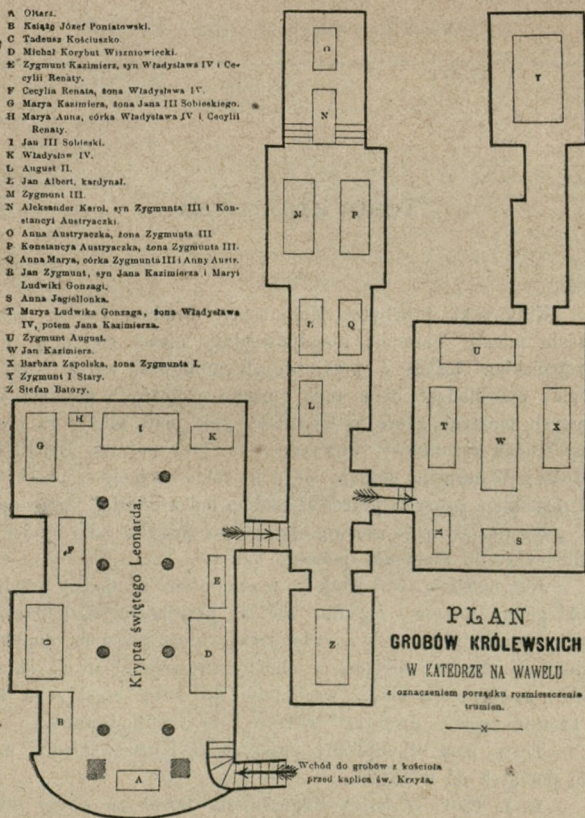 A Ołtarz.
B Książę Józef Poniatowski.
C Tadeusz Kościuszko.
D Michał Korybut Wiszniowiecki.
E Zygmunt Kazimierz, syn Władysława IV i Ce-
cylii Renaty.
F Cecylia Renata, żona Władysława IV.
G Marya Kazimiera, żona Jana III Sobieskiego.
H Marya Anna, córka Władysława IV i Cecylii
Renaty.
I Jan III Sobieski.
K Władysław IV.
L August II.
Ł Jan Albert, kardynał.
M Zygmunt III.
N Aleksander Karol, syn Zygmunta III i Kon-
stancyi Austryaczki.
O Anna Austryaczka, żona Zygmunta III
P Konstancya Austryaczka, żona Zygmunta III.
Q Anna Marya, córka Zygmunta III i Anny Austr.
R Jan Zygmunt, syn Jana Kazimierza i Maryi
Ludwiki Gonzagi.
S Anna Jagiellonka.
T Marya Ludwika Gonzaga, żona Władysława
IV, potem Jana Kazimierza.
U Zygmunt August.
W Jan Kazimierz.
X Barbara Zapolska, żona Zygmunta I.
Y Zygmunt I Stary.
Z Stefan Batory.
O
N
M P
Ł Q
L
Y
U
T W X
R S
G H I K
F
E
C
D
B
A
Z
Krypta świętego Leonarda.
PLAN
GROBÓW KRÓLEWSKICH
W KATEDRZE NA WAWELU
z oznaczeniem porządku rozmieszczenia
trumien.
Wchód do grobów z kościoła
przed kaplicą św. Krzyża.